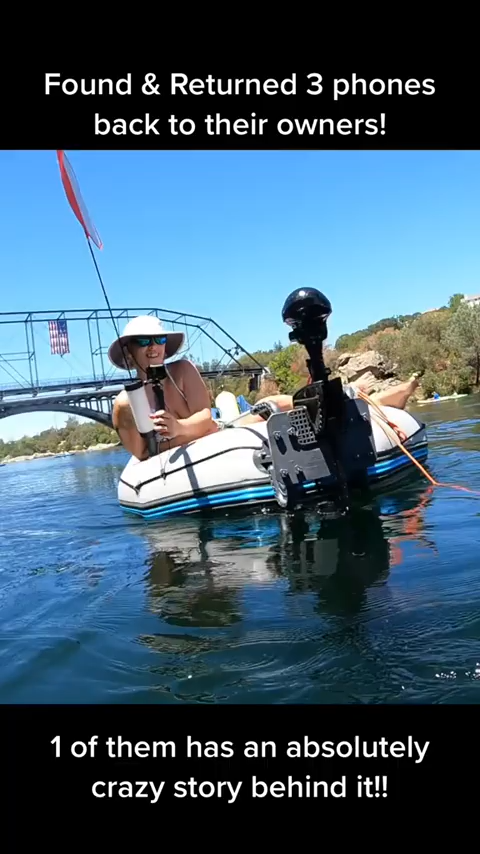 Found & Returned 3 phones
back to their owners!
1 of them has an absolutely
crazy story behind it!!